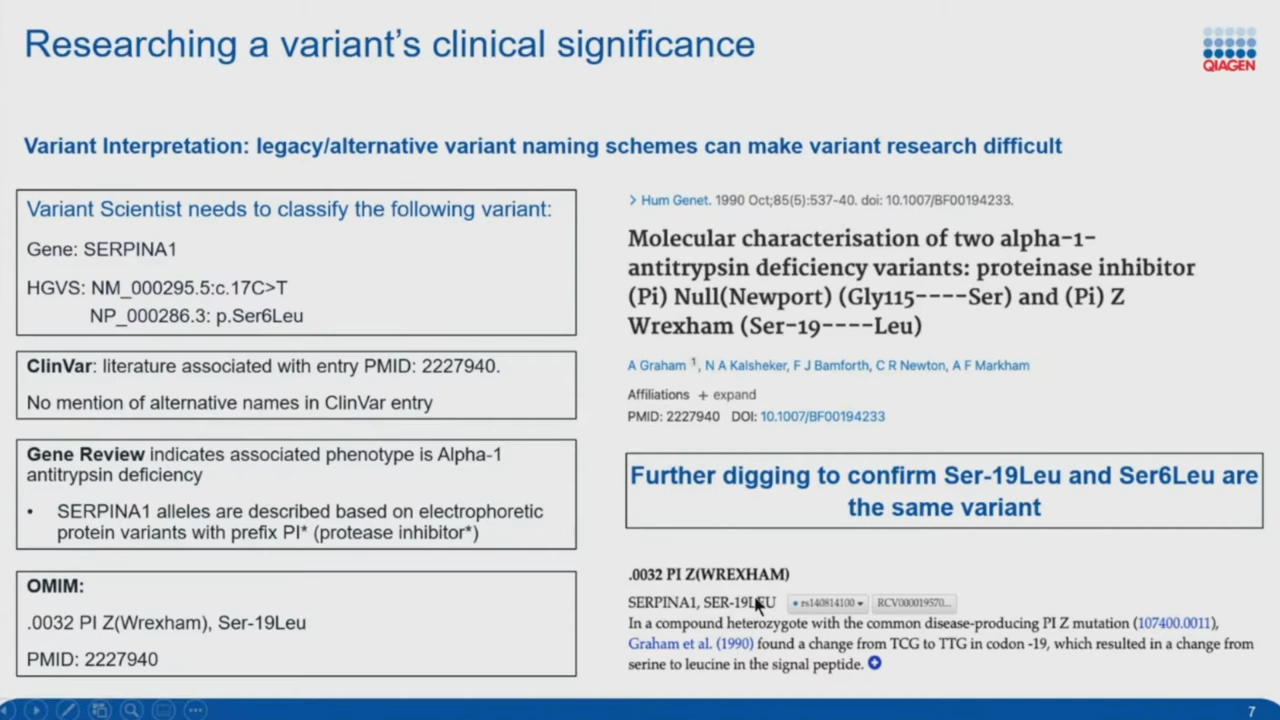 Researching a variant's clinical significance
QIAGEN
Variant Interpretation: legacy/alternative variant naming schemes can make variant research difficult
Variant Scientist needs to classify the following variant:
Gene: SERPINA1
HGVS: NM_000295.5:c.17C>T
NP_000286.3: p.Ser6Leu
ClinVar: literature associated with entry PMID: 2227940.
No mention of alternative names in ClinVar entry
Gene Review indicates associated phenotype is Alpha-1
antitrypsin deficiency
• SERPINA1 alleles are described based on electrophoretic
protein variants with prefix PI* (protease inhibitor*)
OMIM:
.0032 PI Z(Wrexham), Ser-19Leu
PMID: 2227940
> Hum Genet. 1990 Oct;85(5):537-40. doi: 10.1007/BF00194233.
Molecular characterisation of two alpha-1-
antitrypsin deficiency variants: proteinase inhibitor
(Pi) Null(Newport) (Gly115----Ser) and (Pi) Z
Wrexham (Ser-19----Leu)
A Graham 1, N A Kalsheker, F J Bamforth, C R Newton, A F Markham
Affiliations + expand
PMID: 2227940 DOI: 10.1007/BF00194233
Further digging to confirm Ser-19Leu and Ser6Leu are
the same variant
.0032 PI Z(WREXHAM)
SERPINA1, SER-19LEU rs140814100 RCV000019570...
In a compound heterozygote with the common disease-producing PI Z mutation (107400.0011),
Graham et al. (1990) found a change from TCG to TTG in codon -19, which resulted in a change from
serine to leucine in the signal peptide.
7